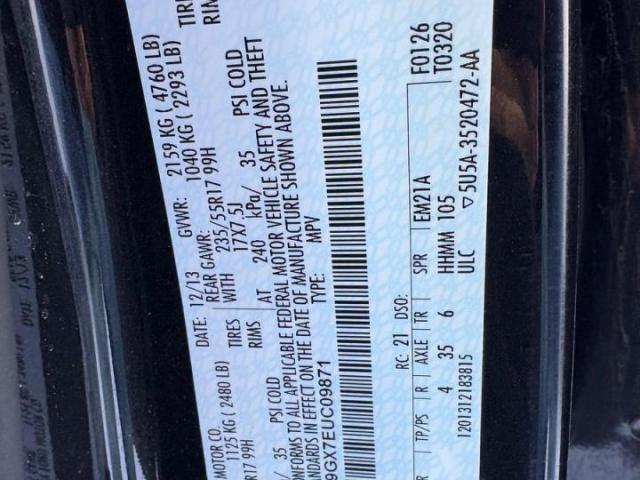 DATE: 12/13 GVWR: 2159 KG ( 4760 LB)
MOTOR CO. REAR GAWR: 1040 KG ( 2293 LB)
1125 KG ( 2480 LB) WITH 235/55R17 99H TIRE
R17 99H TIRES 17X7.5J RIMS
RIMS AT 240 kPa/ 35 PSI COLD
/ 35 PSI COLD
CONFORMS TO ALL APPLICABLE FEDERAL MOTOR VEHICLE SAFETY AND THEFT
STANDARDS IN EFFECT ON THE DATE OF MANUFACTURE SHOWN ABOVE.
9GX7EUC09871 TYPE: MPV
F0126
T0320
RC: 21 DSO:
TP/PS R AXLE TR SPR EM21A
4 35 6 HHMM 105
ULC ▽5U5A-3520472-AA
1201312183815